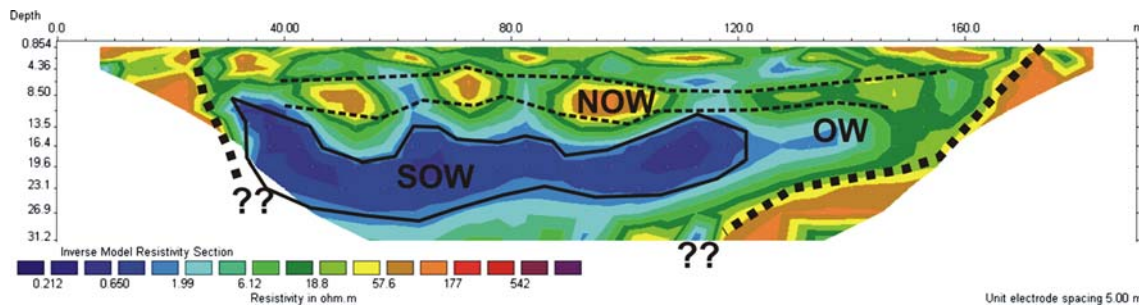 Depth
0.0 40.00 80.0 120.00 160.0 m
0.854
4.36
8.50
13.5
16.4
19.6
23.1
26.9
31.2
NOW
OW
SOW
??
??
Inverse Model Resistivity Section
0.212 0.650 1.99 6.12 18.8 57.6 177 542
Resistivity in ohm.m
Unit electrode spacing 5.00 m